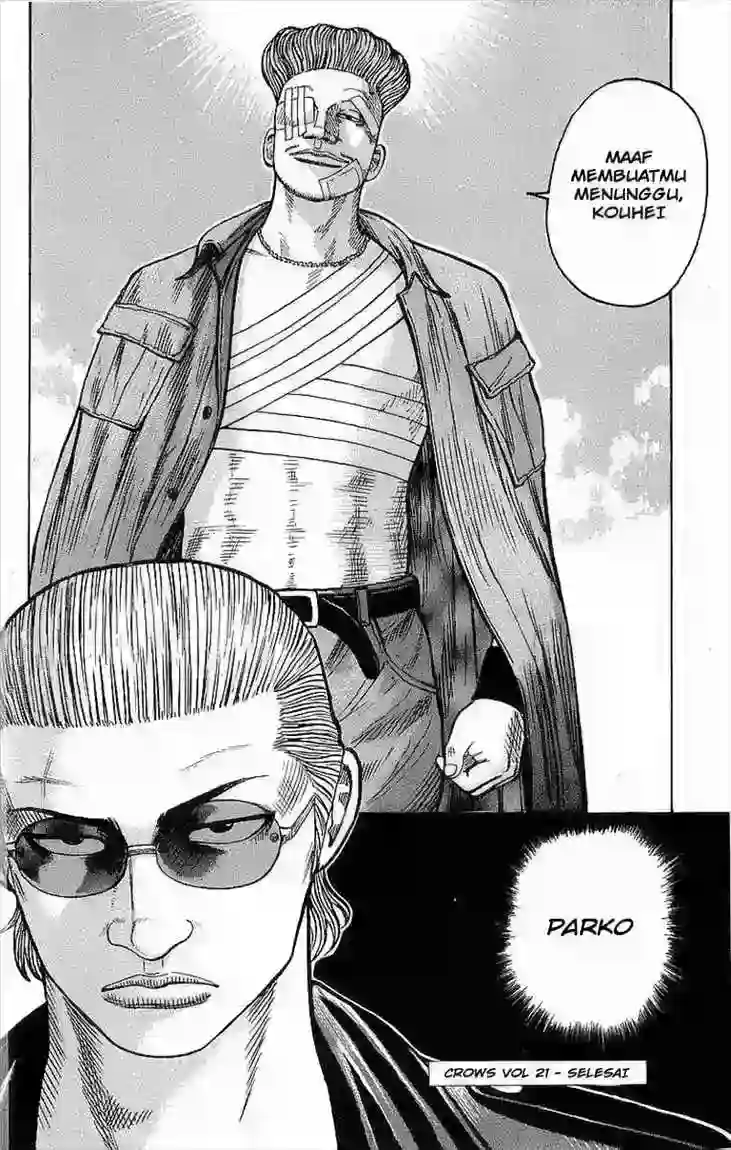 MAAF
MEMBUATMU
MENUNGGU,
KOUHEI
PARKO
CROWS VOL 21 - SELESAI